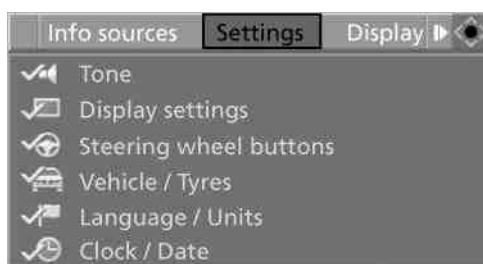 Info sources Settings Display
Tone
Display settings
Steering wheel buttons
Vehicle / Tyres
Language / Units
Clock / Date